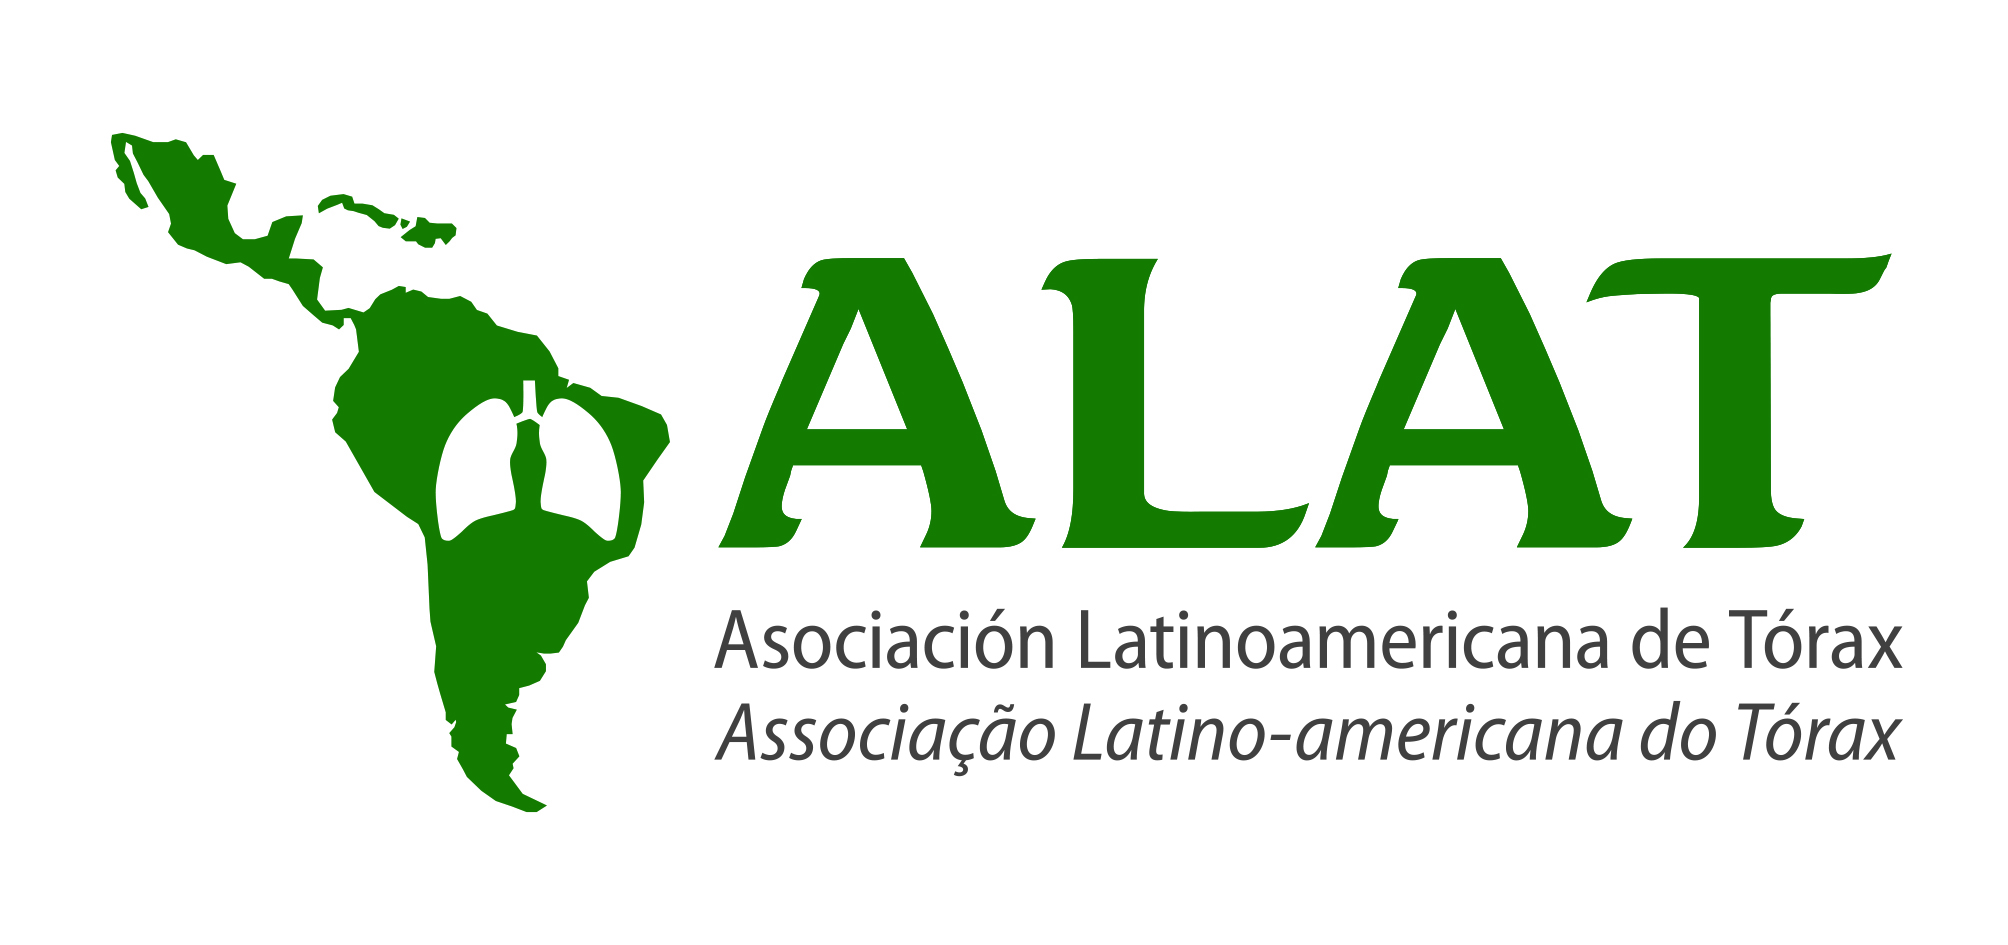 ALAT
Asociación Latinoamericana de Tórax
Associação Latino-americana do Tórax